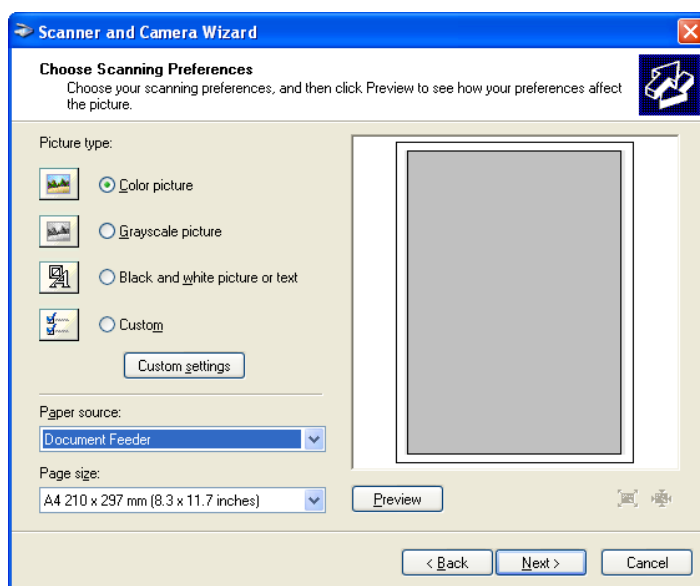 Scanner and Camera Wizard
Choose Scanning Preferences
Choose your scanning preferences, and then click Preview to see how your preferences affect
the picture.
Picture type:
Color picture
Grayscale picture
Black and white picture or text
Custom
Custom settings
Paper source:
Document Feeder
Page size:
A4 210 x 297 mm (8.3 x 11.7 inches)
Preview
< Back
Next >
Cancel